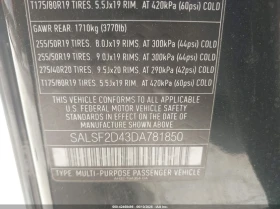 T175/80R19 TIRES. 5.5Jx19 RIM. AT 420kPa (60psi) COLD
GAWR REAR 1710kg (3770lb)
255/50R19 TIRES. 8.0Jx19 RIMS. AT 300kPa (44psi) COLD
255/50R19 TIRES. 9.0Jx19 RIMS. AT 300kPa (44psi) COLD
275/40R20 TIRES. 9.5Jx20 RIMS. AT 290kPa (42psi) COLD
T175/80R19 TIRES. 5.5Jx19 RIM. AT 420kPa (60psi) COLD
THIS VEHICLE CONFORMS TO ALL APPLICABLE
U.S. FEDERAL MOTOR VEHICLE SAFETY
STANDARDS IN EFFECT ON THE DATE OF
MANUFACTURE SHOWN ABOVE.
SALSF2D43DA781850
TYPE: MULTI-PURPOSE PASSENGER VEHICLE